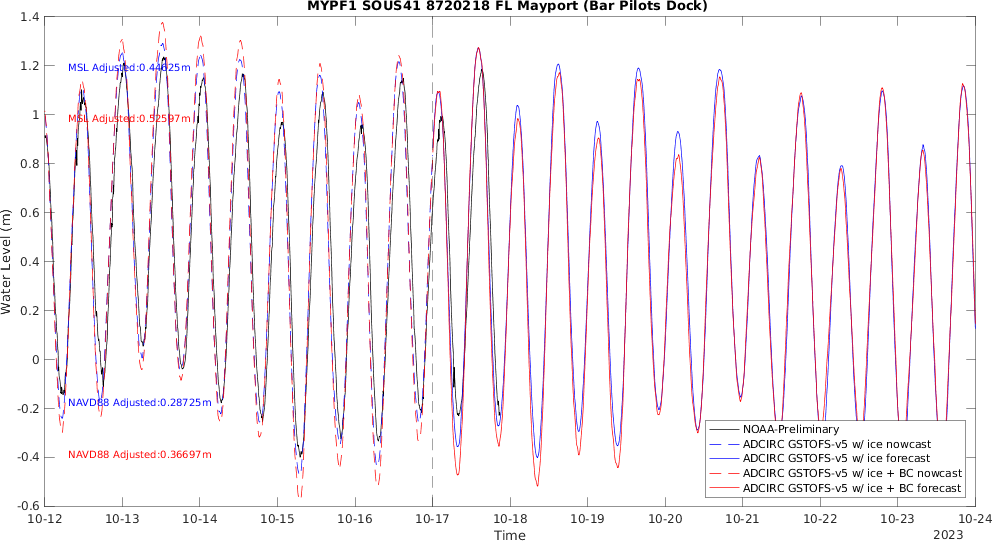 MYPF1 SOUS41 8720218 FL Mayport (Bar Pilots Dock)
1.4
1.2
1
0.8
0.6
0.4
0.2
0
-0.2
-0.4
-0.6
Water Level (m)
MSL Adjusted:0.44625m
MSL Adjusted:0.52597m
NAVD88 Adjusted:0.28725m
NAVD88 Adjusted:0.36697m
NOAA-Preliminary
ADCIRC GSTOFS-v5 w/ ice nowcast
ADCIRC GSTOFS-v5 w/ ice forecast
ADCIRC GSTOFS-v5 w/ ice + BC nowcast
ADCIRC GSTOFS-v5 w/ ice + BC forecast
10-12 10-13 10-14 10-15 10-16 10-17 10-18 10-19 10-20 10-21 10-22 10-23 10-24
Time
2023